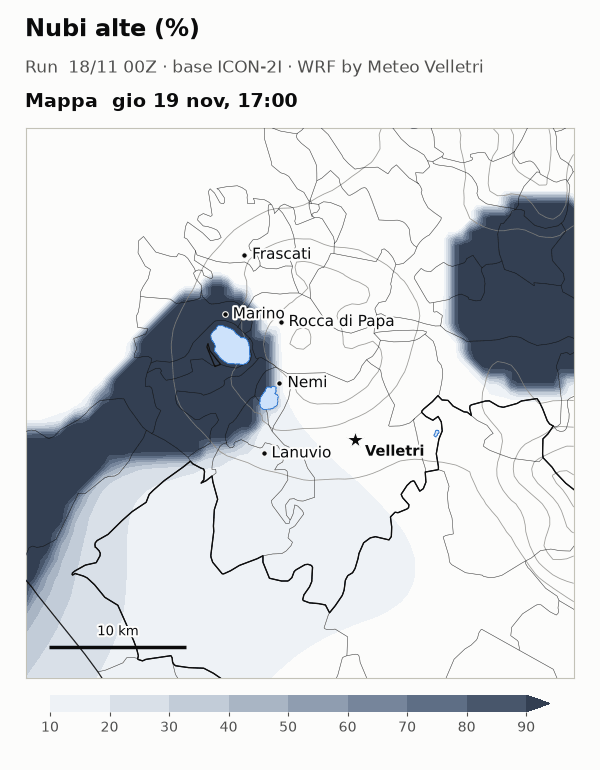 Nubi alte (%)
Run  18/11 00Z · base ICON-2I · WRF by Meteo Velletri
Mappa  gio 19 nov, 17:00
Frascati
Marino
Rocca di Papa
Nemi
Velletri
Lanuvio
10 km
10 20 30 40 50 60 70 80 90